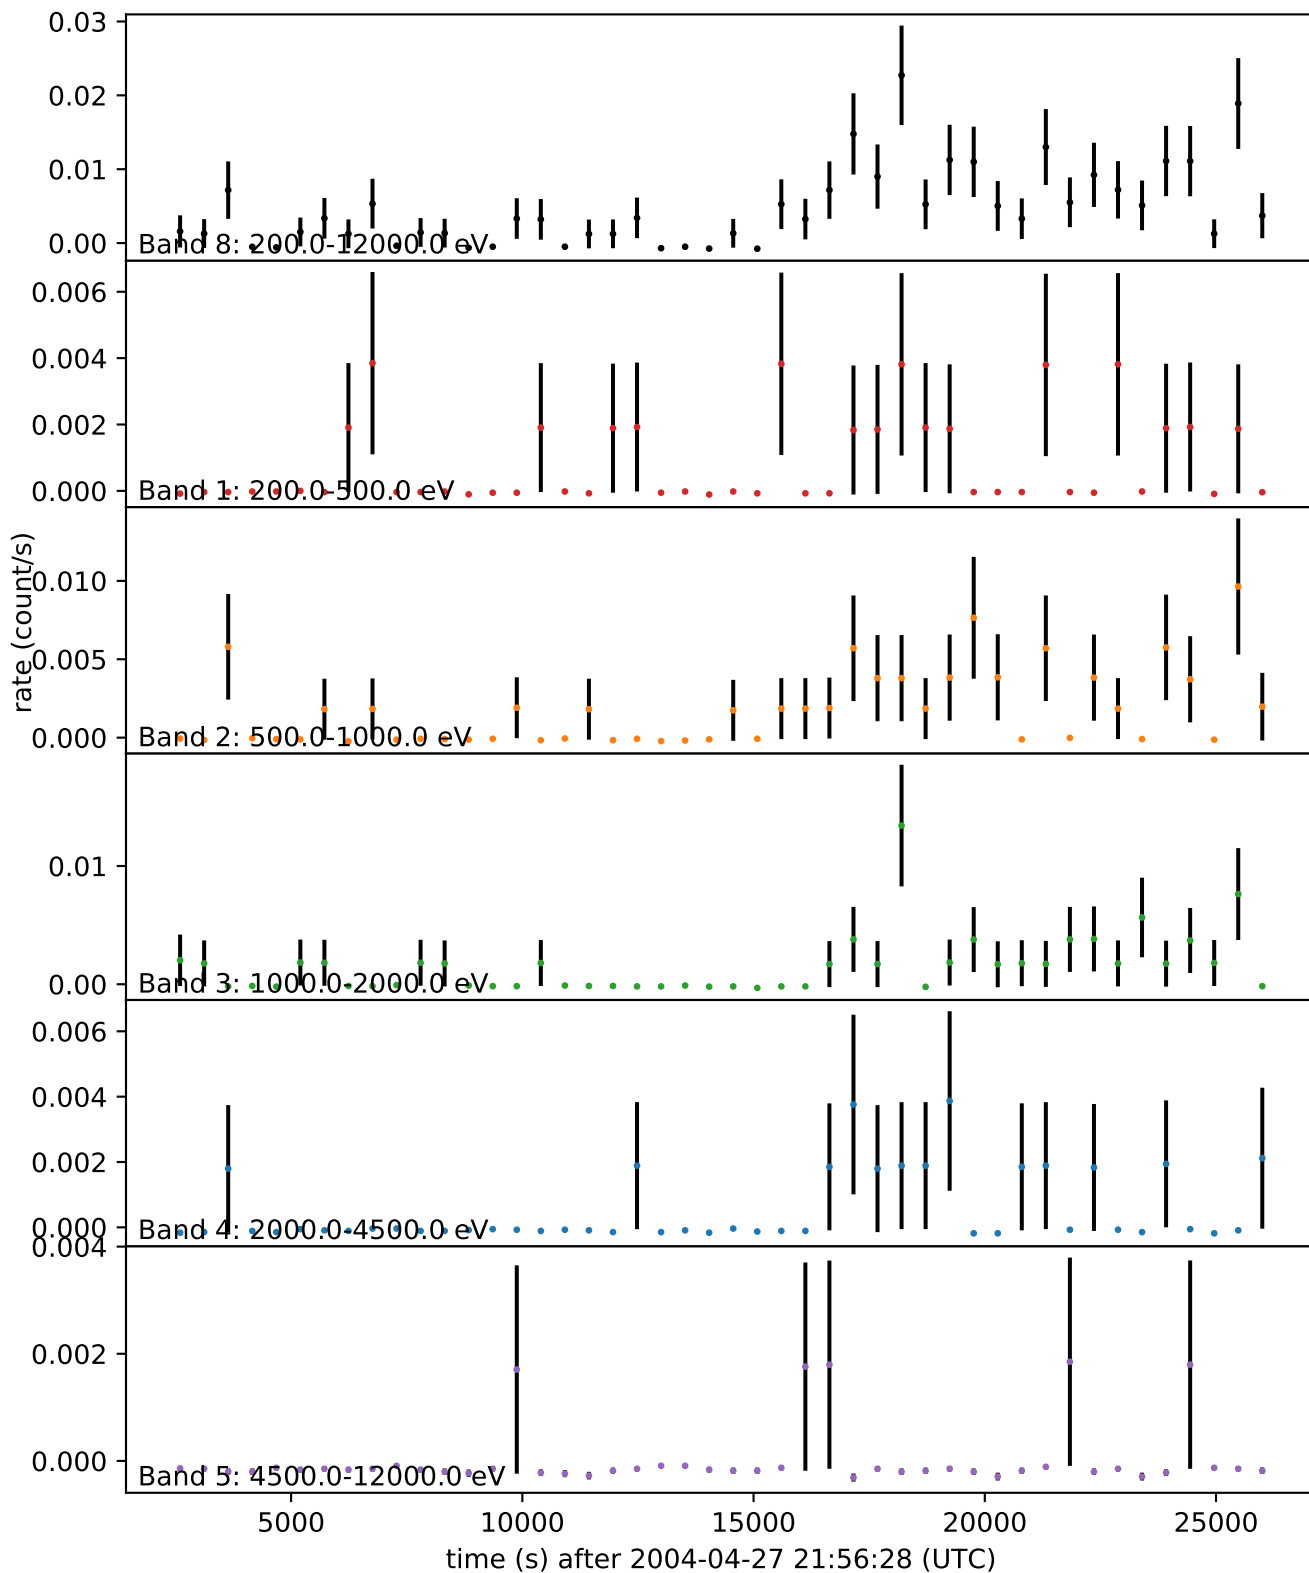 0.03
0.02
0.01
0.00
Band 8: 200.0-12000.0 eV
0.006
0.004
0.002
0.000
Band 1: 200.0-500.0 eV
rate (count/s)
0.010
0.005
0.000
Band 2: 500.0-1000.0 eV
0.01
0.00
Band 3: 1000.0-2000.0 eV
0.006
0.004
0.002
0.000
Band 4: 2000.0-4500.0 eV
0.004
0.002
0.000
Band 5: 4500.0-12000.0 eV
5000 10000 15000 20000 25000
time (s) after 2004-04-27 21:56:28 (UTC)